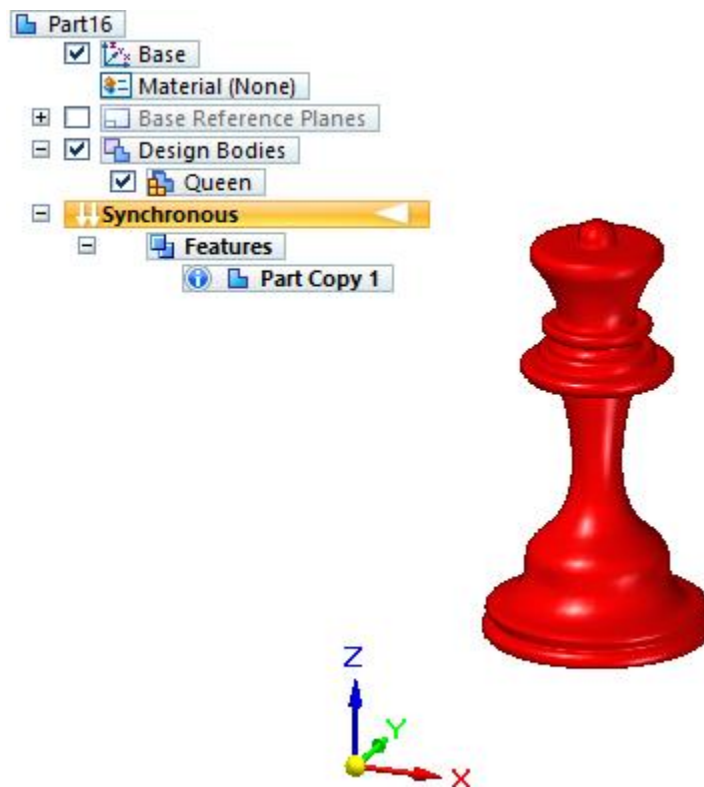 Part16
Base
Material (None)
Base Reference Planes
Design Bodies
Queen
Synchronous
Features
Part Copy 1
Z
Y
X